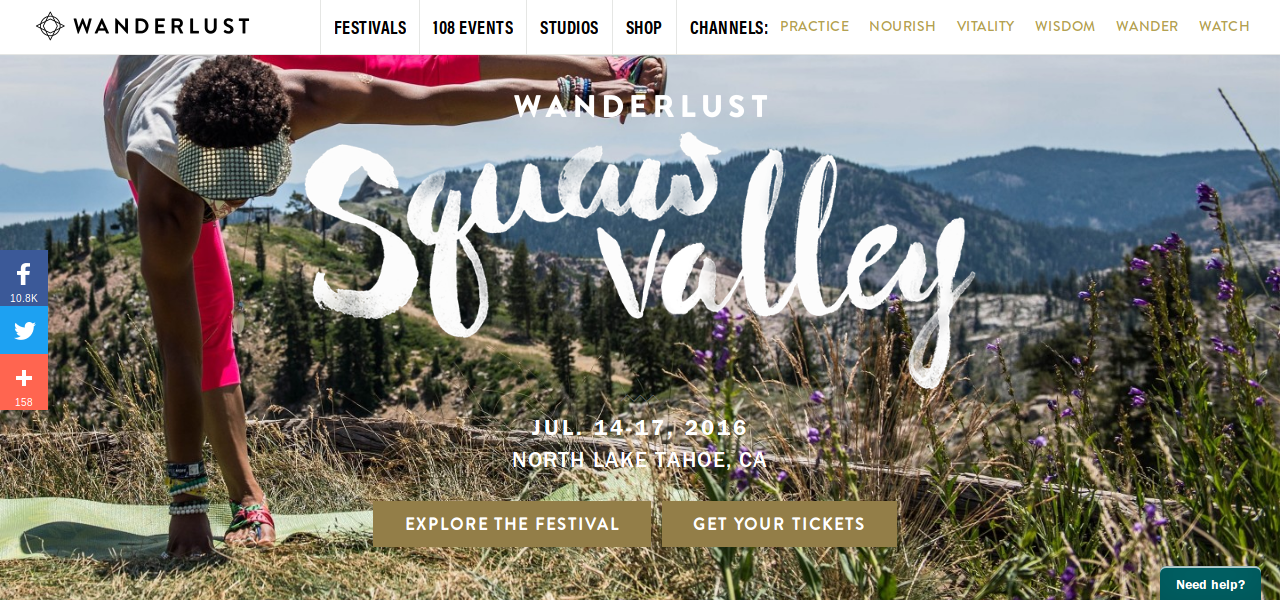 WANDERLUST
FESTIVALS
108 EVENTS
STUDIOS
SHOP
CHANNELS:
PRACTICE
NOURISH
VITALITY
WISDOM
WANDER
WATCH
WANDERLUST
Squaw
Valley
10.8K
158
JUL. 14-17, 2016
NORTH LAKE TAHOE, CA
EXPLORE THE FESTIVAL
GET YOUR TICKETS
Need help?